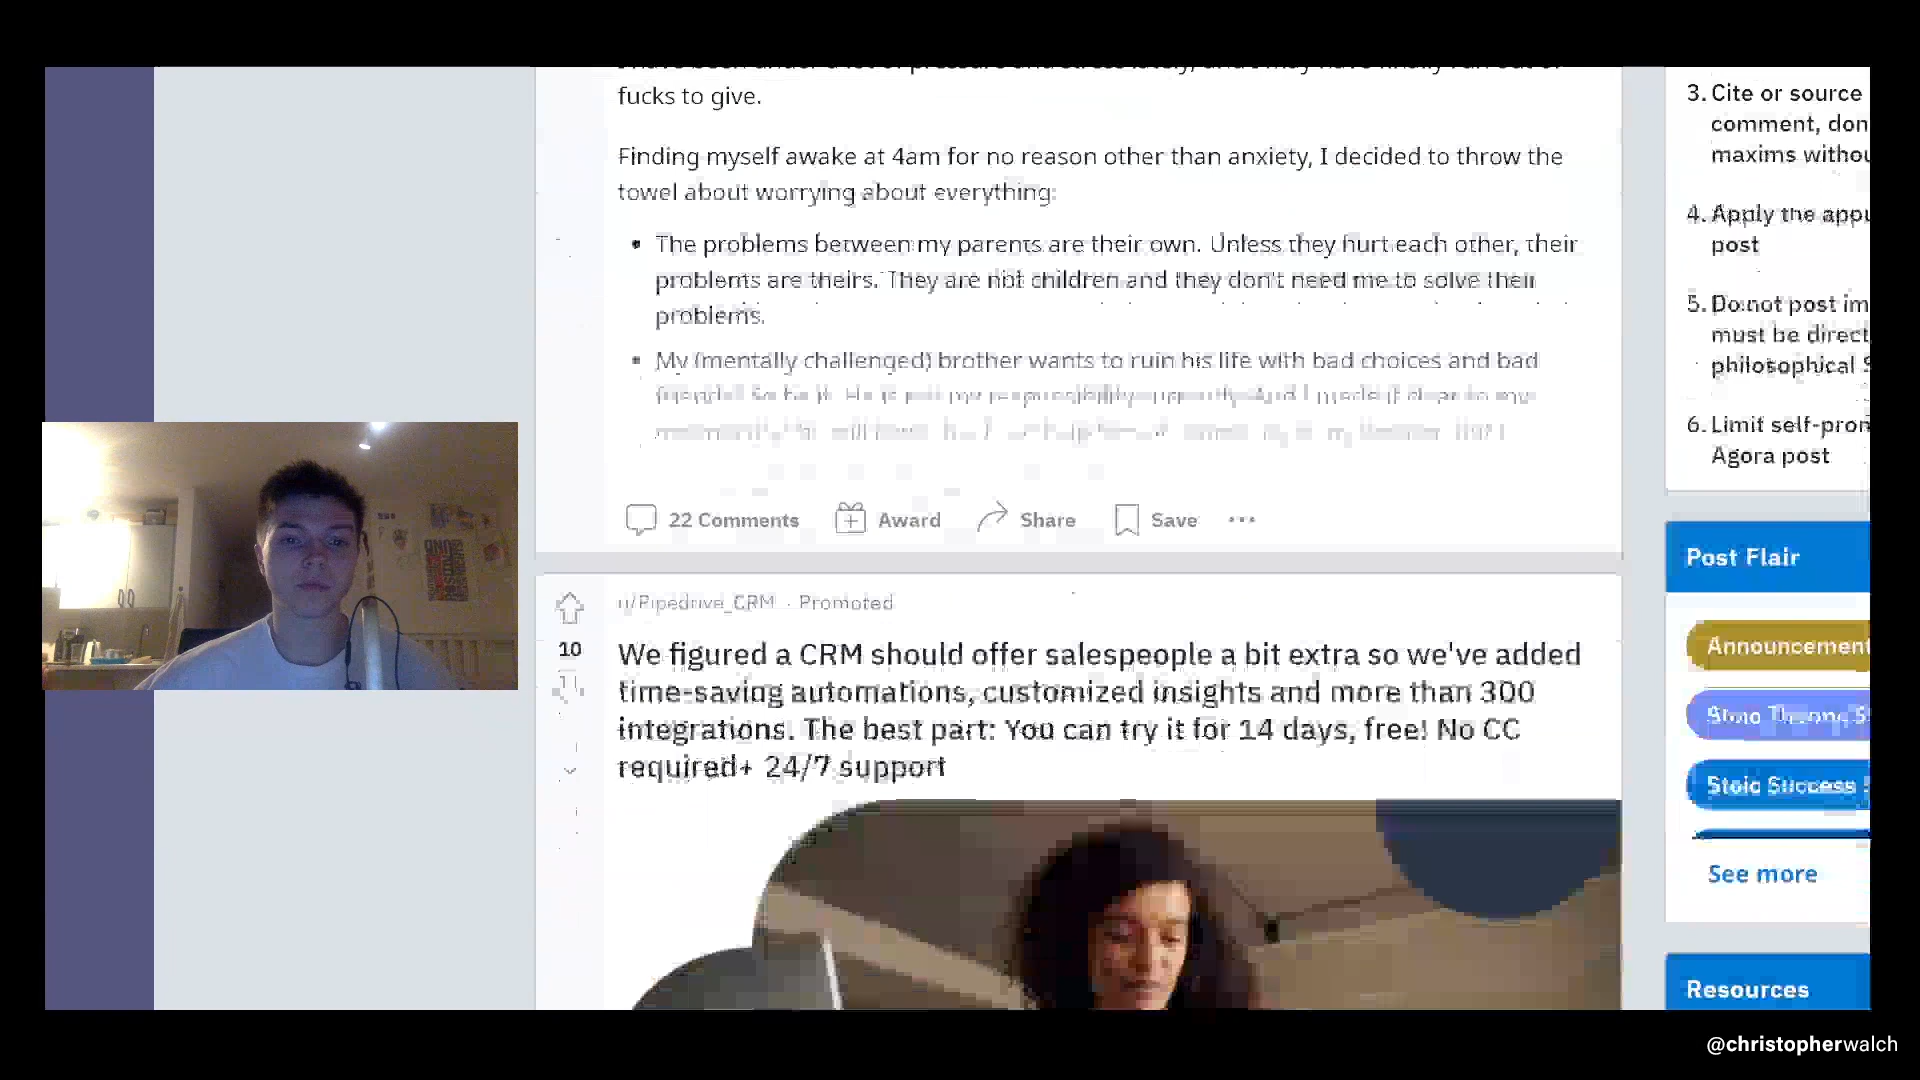 fucks to give.
Finding myself awake at 4am for no reason other than anxiety, I decided to throw the
towel about worrying about everything:
• The problems between my parents are their own. Unless they hurt each other, their
problems are theirs. They are not children and they don't need me to solve their
problems.
• My (mentally challenged) brother wants to ruin his life with bad choices and bad
22 Comments Award Share Save ...
u/Pipedrive_CRM · Promoted
10
We figured a CRM should offer salespeople a bit extra so we've added
time-saving automations, customized insights and more than 300
integrations. The best part: You can try it for 14 days, free! No CC
required+ 24/7 support
3. Cite or source
comment, don
maxims withou
4. Apply the
post
5. Do not post im
must be direct
philosophical
6. Limit self-pron
Agora post
Post Flair
Announcement
Stoic Success
See more
Resources
@christopherwalch